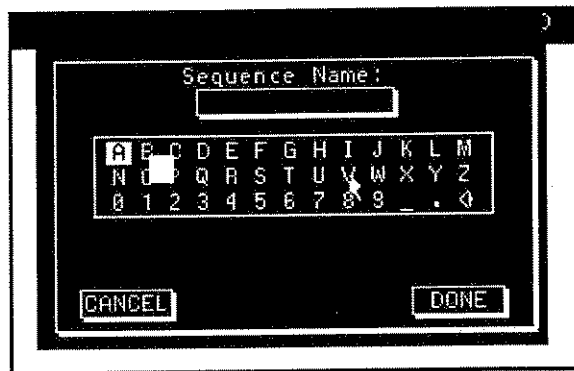 Sequence Name:
A B C D E F G H I J K L M
N O P Q R S T U V W X Y Z
0 1 2 3 4 5 6 7 8 9 _ .
CANCEL DONE